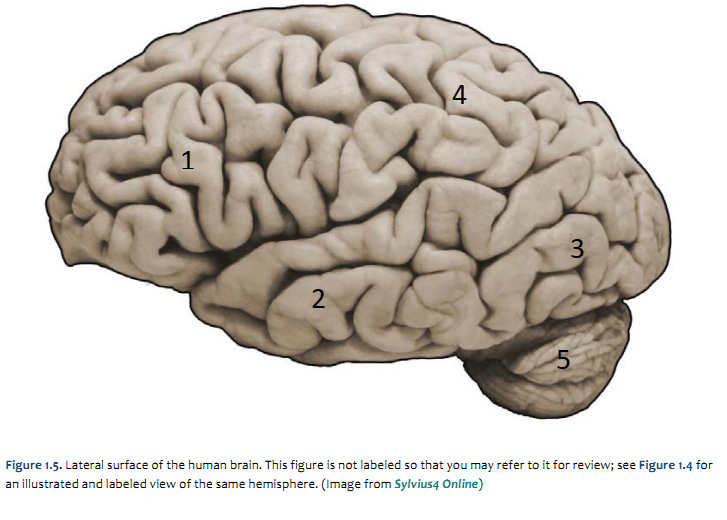 4
1
3
2
5
Figure 1.5. Lateral surface of the human brain. This figure is not labeled so that you may refer to it for review; see Figure 1.4 for
an illustrated and labeled view of the same hemisphere. (Image from Sylvius4 Online)